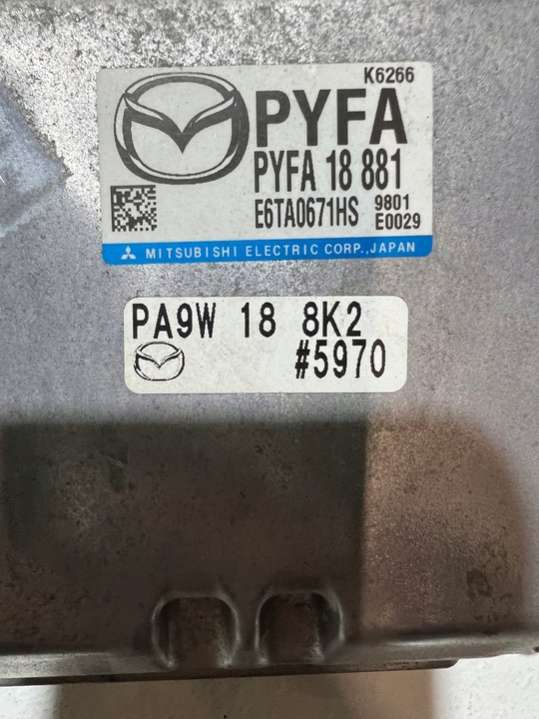 K6266
PYFA
PYFA 18 881
E6TA0671HS 9801
E0029
MITSUBISHI ELECTRIC CORP., JAPAN
PA9W 18 8K2
#5970